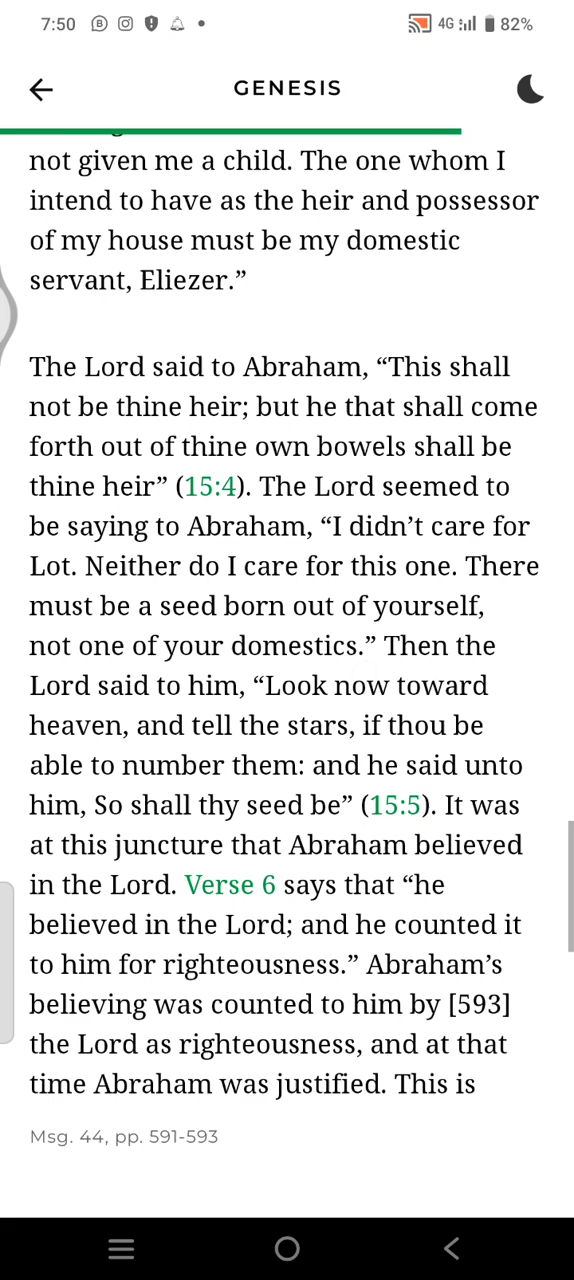 7:50
4G
82%
GENESIS
not given me a child. The one whom I
intend to have as the heir and possessor
of my house must be my domestic
servant, Eliezer.”
The Lord said to Abraham, “This shall
not be thine heir; but he that shall come
forth out of thine own bowels shall be
thine heir” (15:4). The Lord seemed to
be saying to Abraham, “I didn’t care for
Lot. Neither do I care for this one. There
must be a seed born out of yourself,
not one of your domestics.” Then the
Lord said to him, “Look now toward
heaven, and tell the stars, if thou be
able to number them: and he said unto
him, So shall thy seed be” (15:5). It was
at this juncture that Abraham believed
in the Lord. Verse 6 says that “he
believed in the Lord; and he counted it
to him for righteousness.” Abraham’s
believing was counted to him by [593]
the Lord as righteousness, and at that
time Abraham was justified. This is
Msg. 44, pp. 591-593